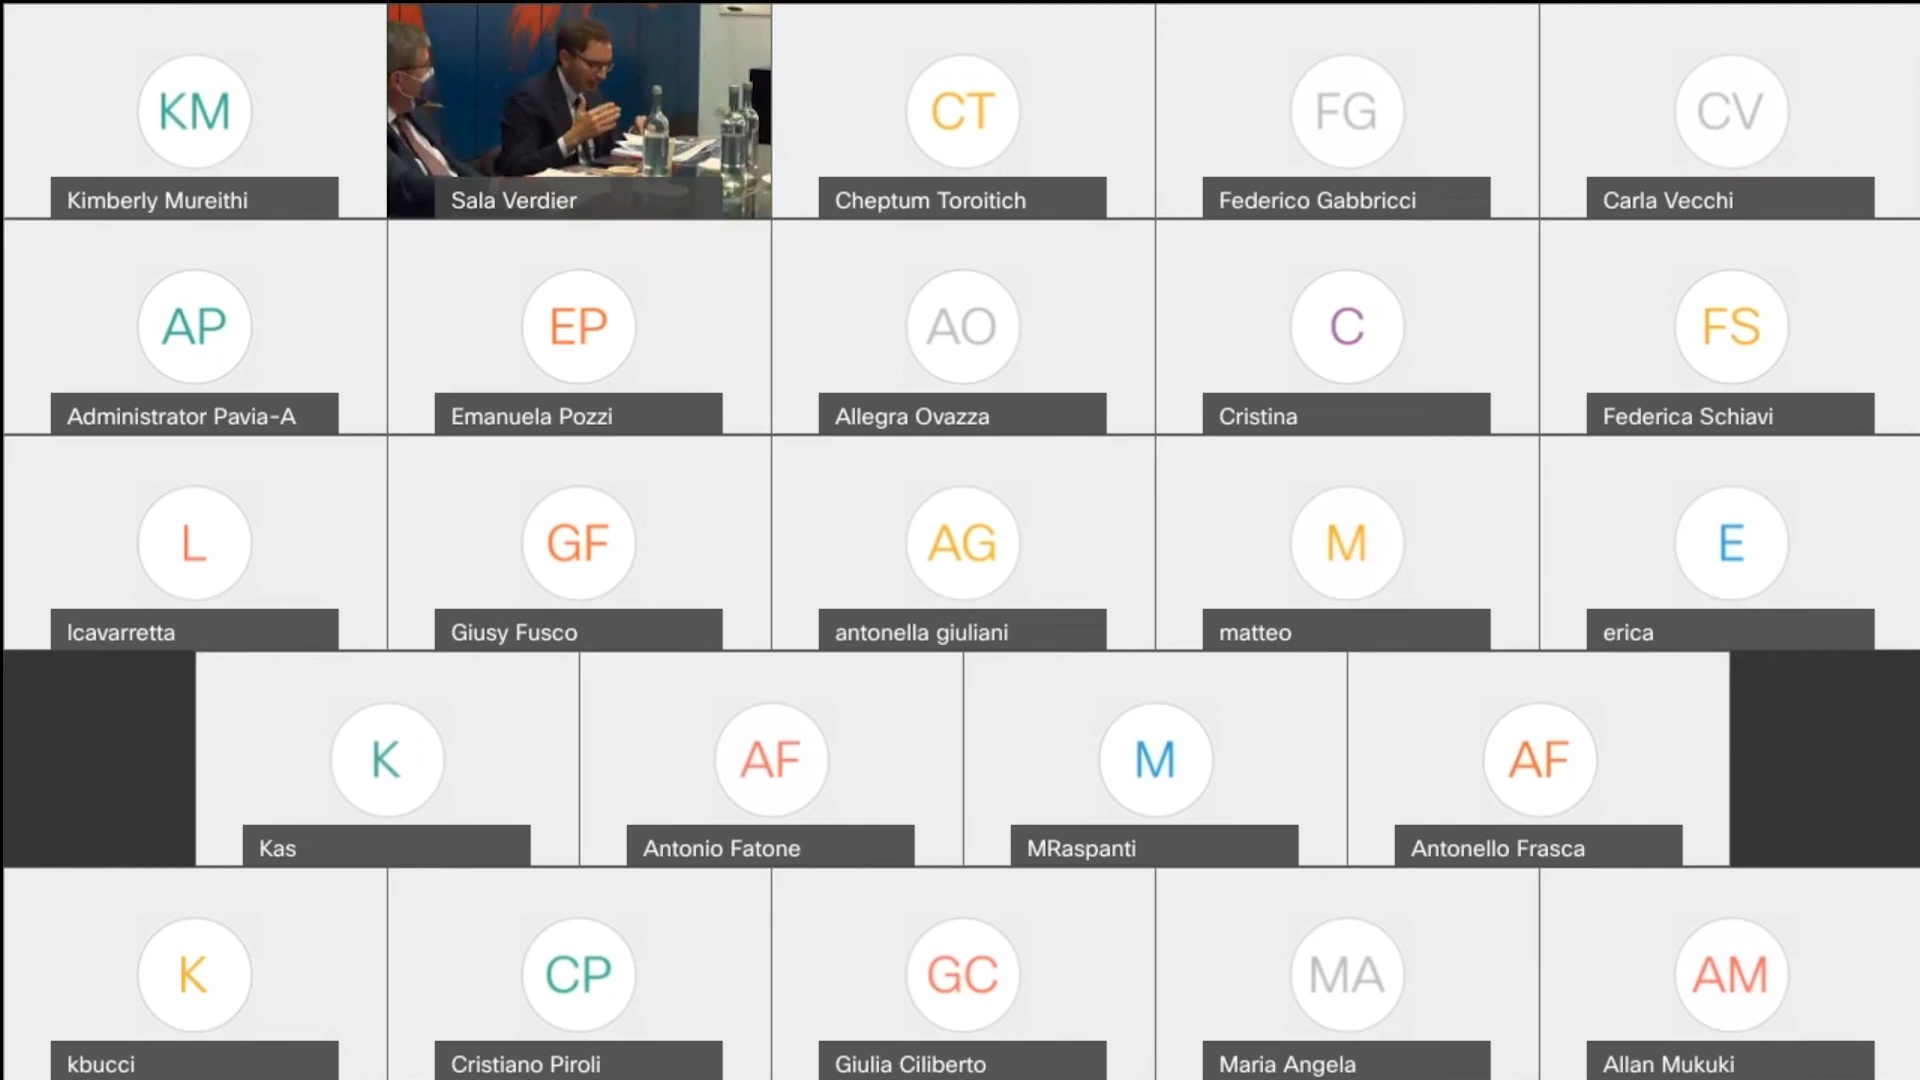 KM
Kimberly Mureithi
Sala Verdier
CT
Cheptum Toroitich
FG
Federico Gabbricci
CV
Carla Vecchi
AP
Administrator Pavia-A
EP
Emanuela Pozzi
AO
Allegra Ovazza
C
Cristina
FS
Federica Schiavi
L
lcavarretta
GF
Giusy Fusco
AG
antonella giuliani
M
matteo
E
erica
K
Kas
AF
Antonio Fatone
M
MRaspanti
AF
Antonello Frasca
K
kbucci
CP
Cristiano Piroli
GC
Giulia Ciliberto
MA
Maria Angela
AM
Allan Mukuki